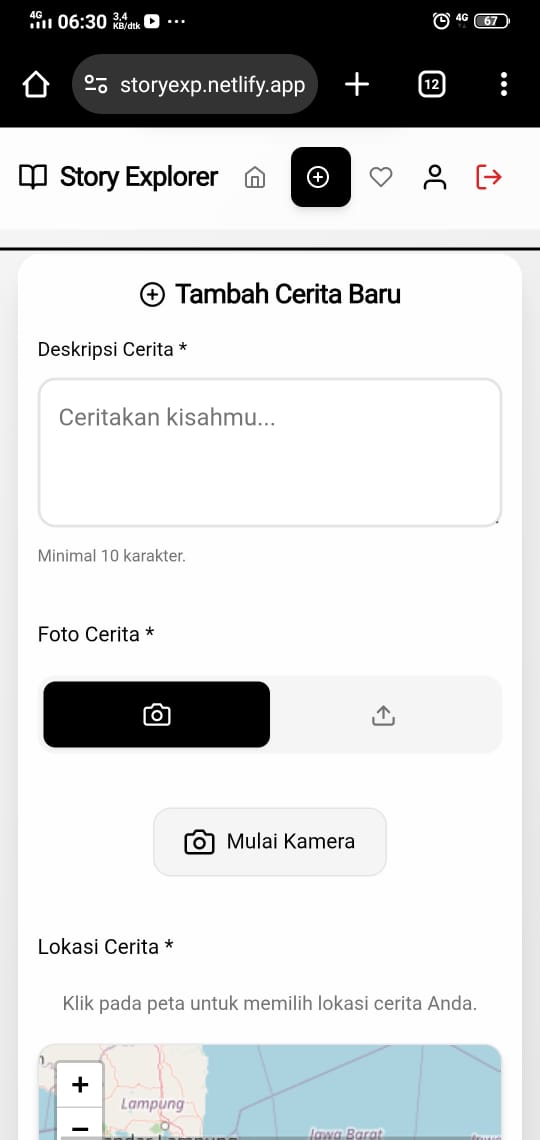 4G 06:30 3,4 KB/dtk 4G 67
storyexp.netlify.app 12
Story Explorer
Tambah Cerita Baru
Deskripsi Cerita *
Ceritakan kisahmu...
Minimal 10 karakter.
Foto Cerita *
Mulai Kamera
Lokasi Cerita *
Klik pada peta untuk memilih lokasi cerita Anda.
+
Lampung
−
Jawa Barat